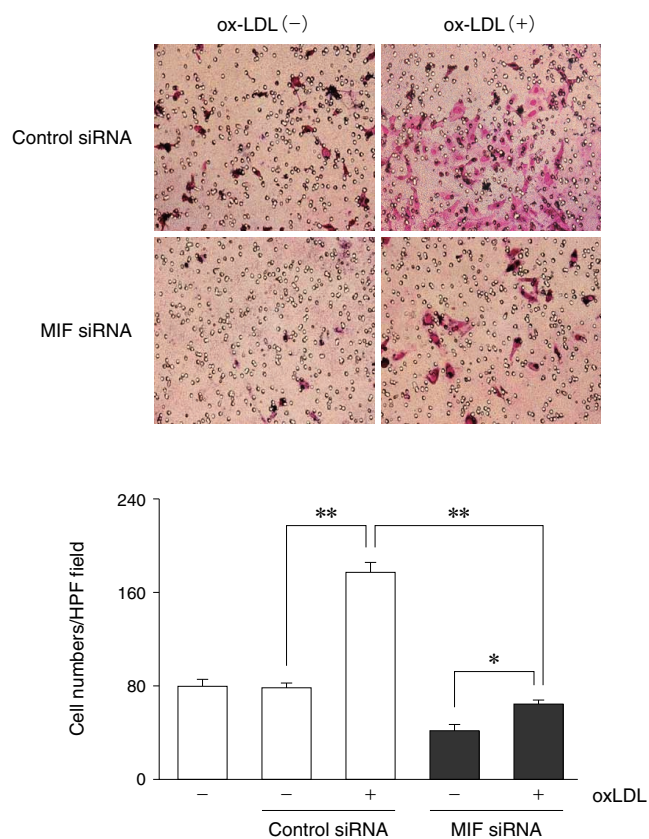 ox-LDL (−) ox-LDL (+)
Control siRNA
MIF siRNA
240
160
80
0
Cell numbers/HPF field
** **
*
− − + − + oxLDL
Control siRNA MIF siRNA